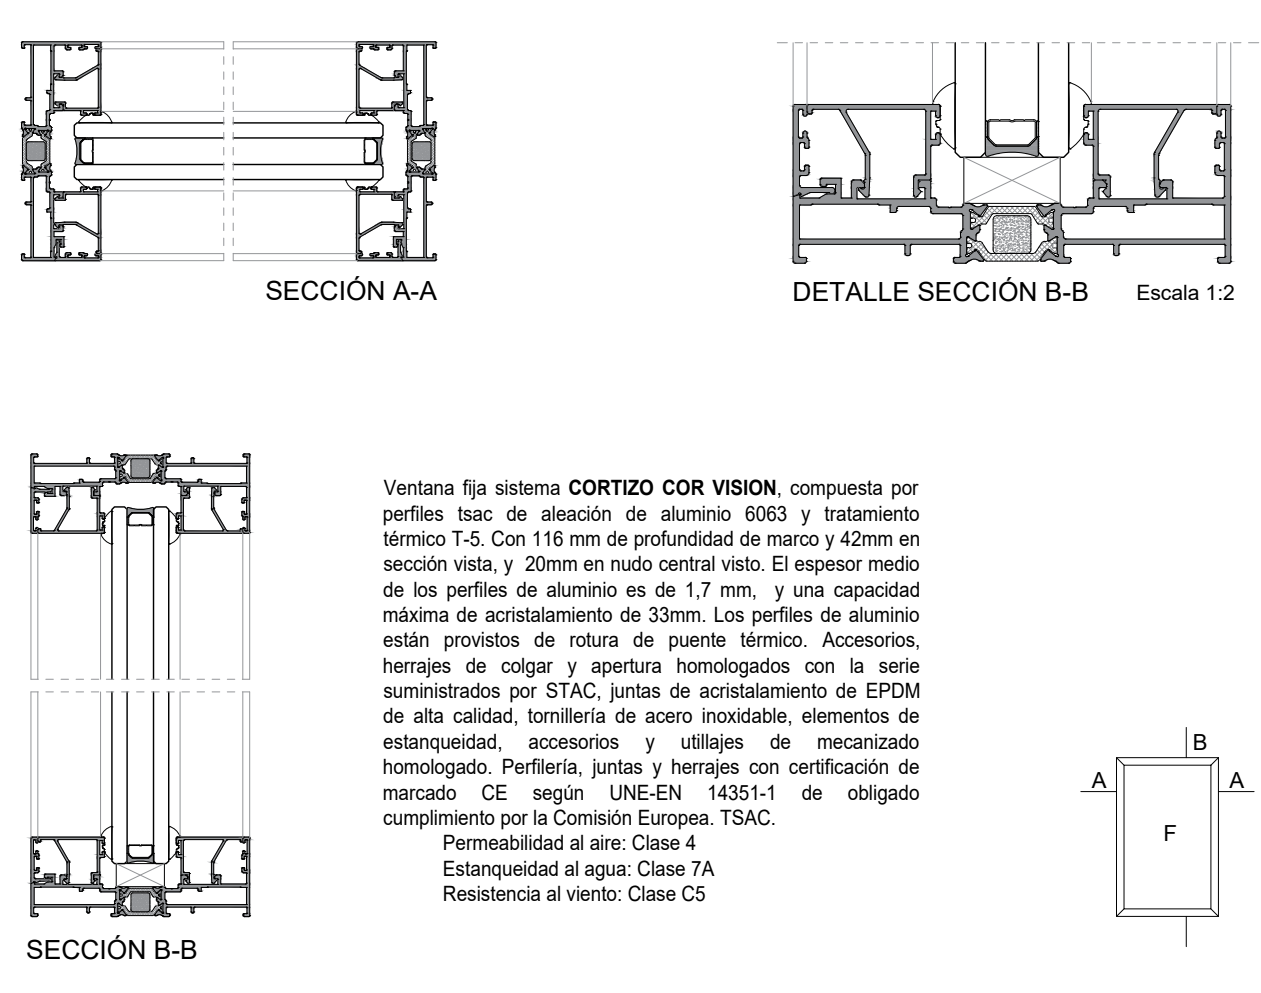 SECCIÓN A-A
DETALLE SECCIÓN B-B
Escala 1:2
Ventana fija sistema CORTIZO COR VISION, compuesta por
perfiles tsac de aleación de aluminio 6063 y tratamiento
térmico T-5. Con 116 mm de profundidad de marco y 42mm en
sección vista, y 20mm en nudo central visto. El espesor medio
de los perfiles de aluminio es de 1,7 mm, y una capacidad
máxima de acristalamiento de 33mm. Los perfiles de aluminio
están provistos de rotura de puente térmico. Accesorios,
herrajes de colgar y apertura homologados con la serie
suministrados por STAC, juntas de acristalamiento de EPDM
de alta calidad, tornillería de acero inoxidable, elementos de
estanqueidad, accesorios y utillajes de mecanizado
homologado. Perfilería, juntas y herrajes con certificación de
marcado CE según UNE-EN 14351-1 de obligado
cumplimiento por la Comisión Europea. TSAC.
Permeabilidad al aire: Clase 4
Estanqueidad al agua: Clase 7A
Resistencia al viento: Clase C5
B
A
A
F
SECCIÓN B-B